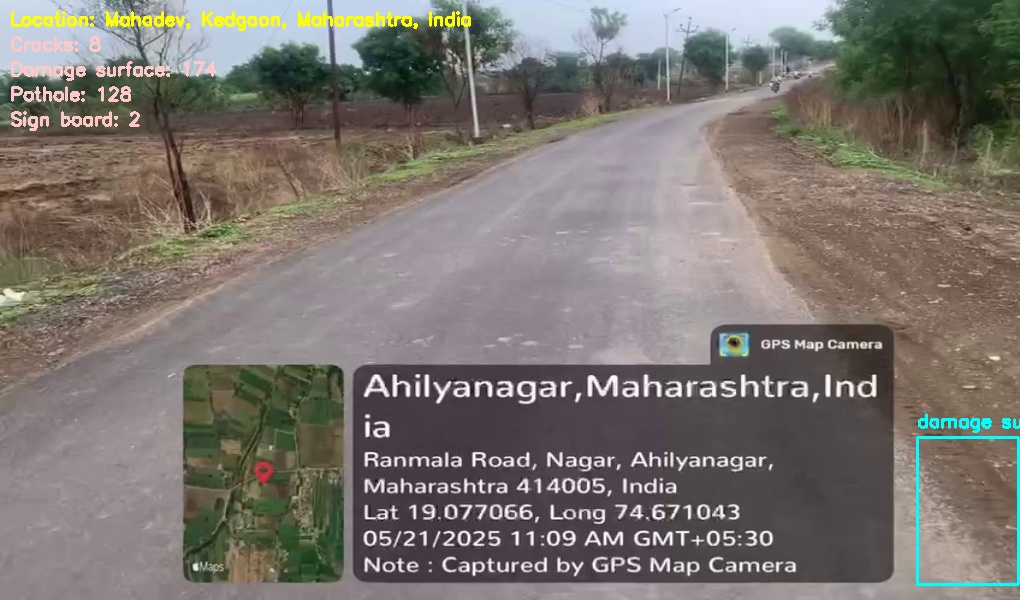 Location: Mahadev, Kedgaon, Maharashtra, India
Cracks: 8
Damage surface: 174
Pothole: 128
Sign board: 2
GPS Map Camera
Ahilyanagar,Maharashtra,Ind
ia
Ranmala Road, Nagar, Ahilyanagar,
Maharashtra 414005, India
Lat 19.077066, Long 74.671043
05/21/2025 11:09 AM GMT+05:30
Note : Captured by GPS Map Camera
Maps
damage su